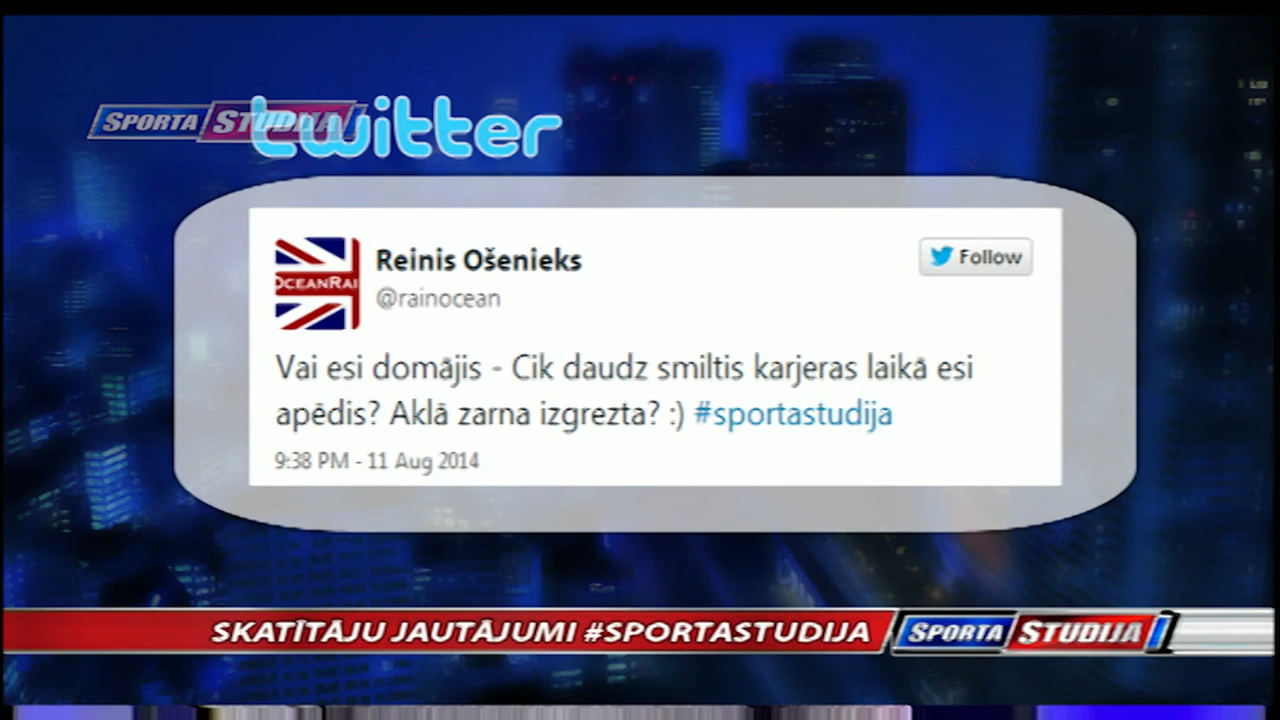 SPORTA STUDIJA
twitter
Reinis Ošenieks
Follow
OCEANRAI
@rainocean
Vai esi domājis - Cik daudz smiltis karjeras laikā esi
apēdis? Aklā zarna izgrezta? :) #sportastudija
9:38 PM - 11 Aug 2014
SKATĪTĀJU JAUTĀJUMI #SPORTASTUDIJA
SPORTA STUDIJA